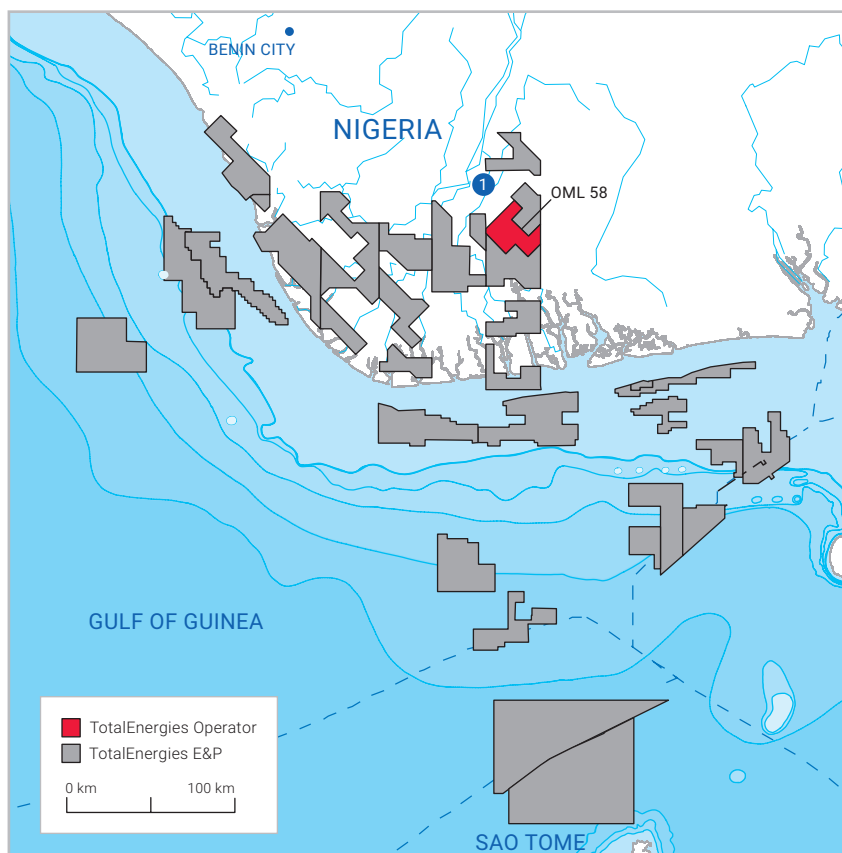 BENIN CITY
NIGERIA
1
OML 58
GULF OF GUINEA
TotalEnergies Operator
TotalEnergies E&P
0 km 100 km
SAO TOME